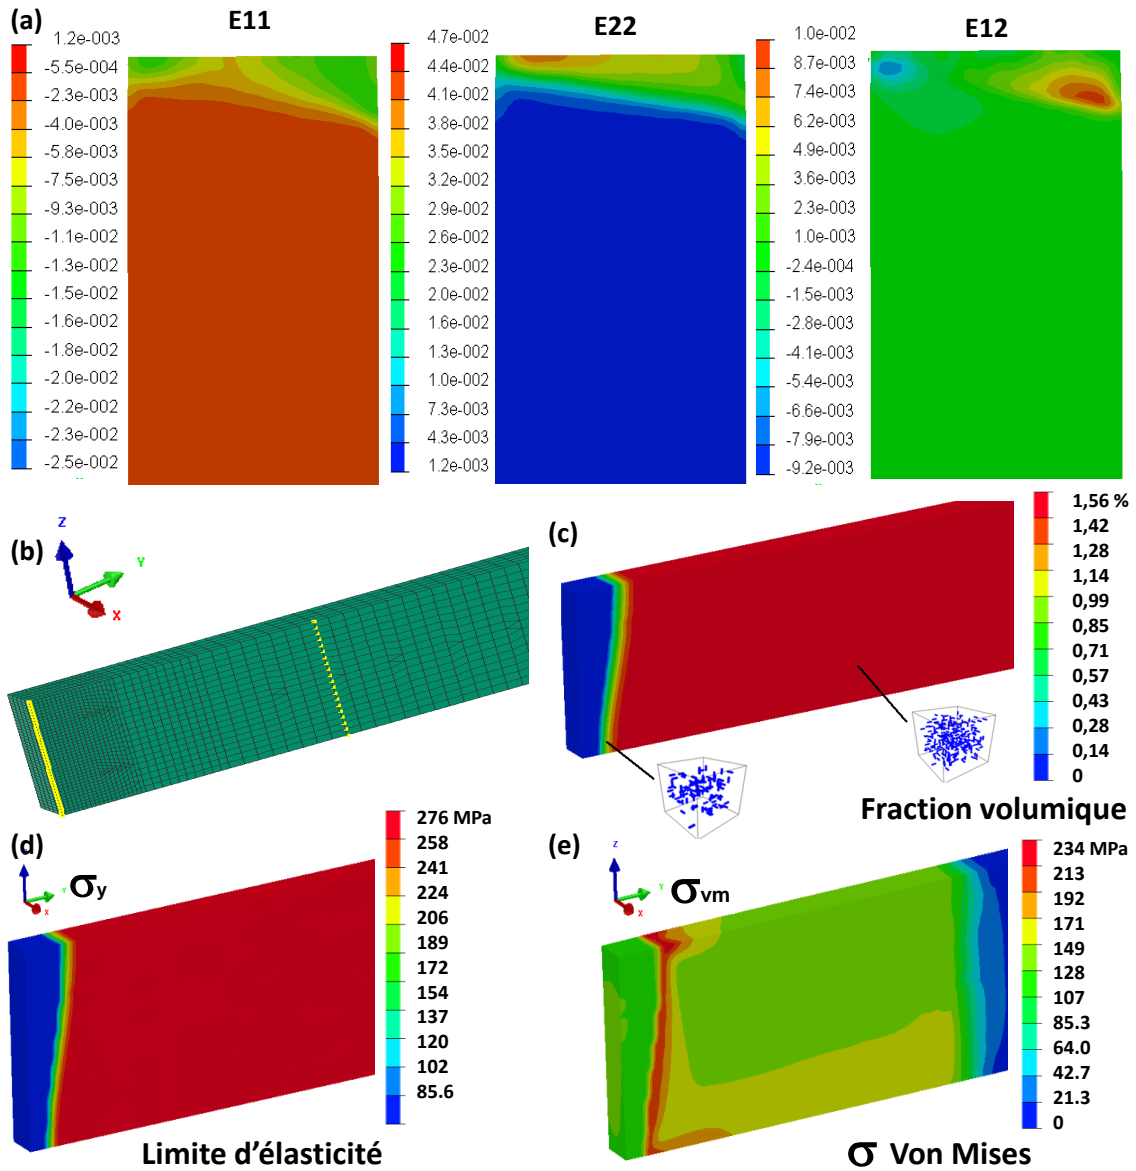 (a)
E11
E22
E12
1.2e-003
-5.5e-004
-2.3e-003
-4.0e-003
-5.8e-003
-7.5e-003
-9.3e-003
-1.1e-002
-1.3e-002
-1.5e-002
-1.6e-002
-1.8e-002
-2.0e-002
-2.2e-002
-2.3e-002
-2.5e-002
4.7e-002
4.4e-002
4.1e-002
3.8e-002
3.5e-002
3.2e-002
2.9e-002
2.6e-002
2.3e-002
2.0e-002
1.6e-002
1.3e-002
1.0e-002
7.3e-003
4.3e-003
1.2e-003
1.0e-002
8.7e-003
7.4e-003
6.2e-003
4.9e-003
3.6e-003
2.3e-003
1.0e-003
-2.4e-004
-1.5e-003
-2.8e-003
-4.1e-003
-5.4e-003
-6.6e-003
-7.9e-003
-9.2e-003
(b)
Z
Y
X
(c)
1,56 %
1,42
1,28
1,14
0,99
0,85
0,71
0,57
0,43
0,28
0,14
0
Fraction volumique
(d)
Z
Y
X
σy
276 MPa
258
241
224
206
189
172
154
137
120
102
85.6
Limite d'élasticité
(e)
Z
Y
X
σvm
234 MPa
213
192
171
149
128
107
85.3
64.0
42.7
21.3
0
σ Von Mises